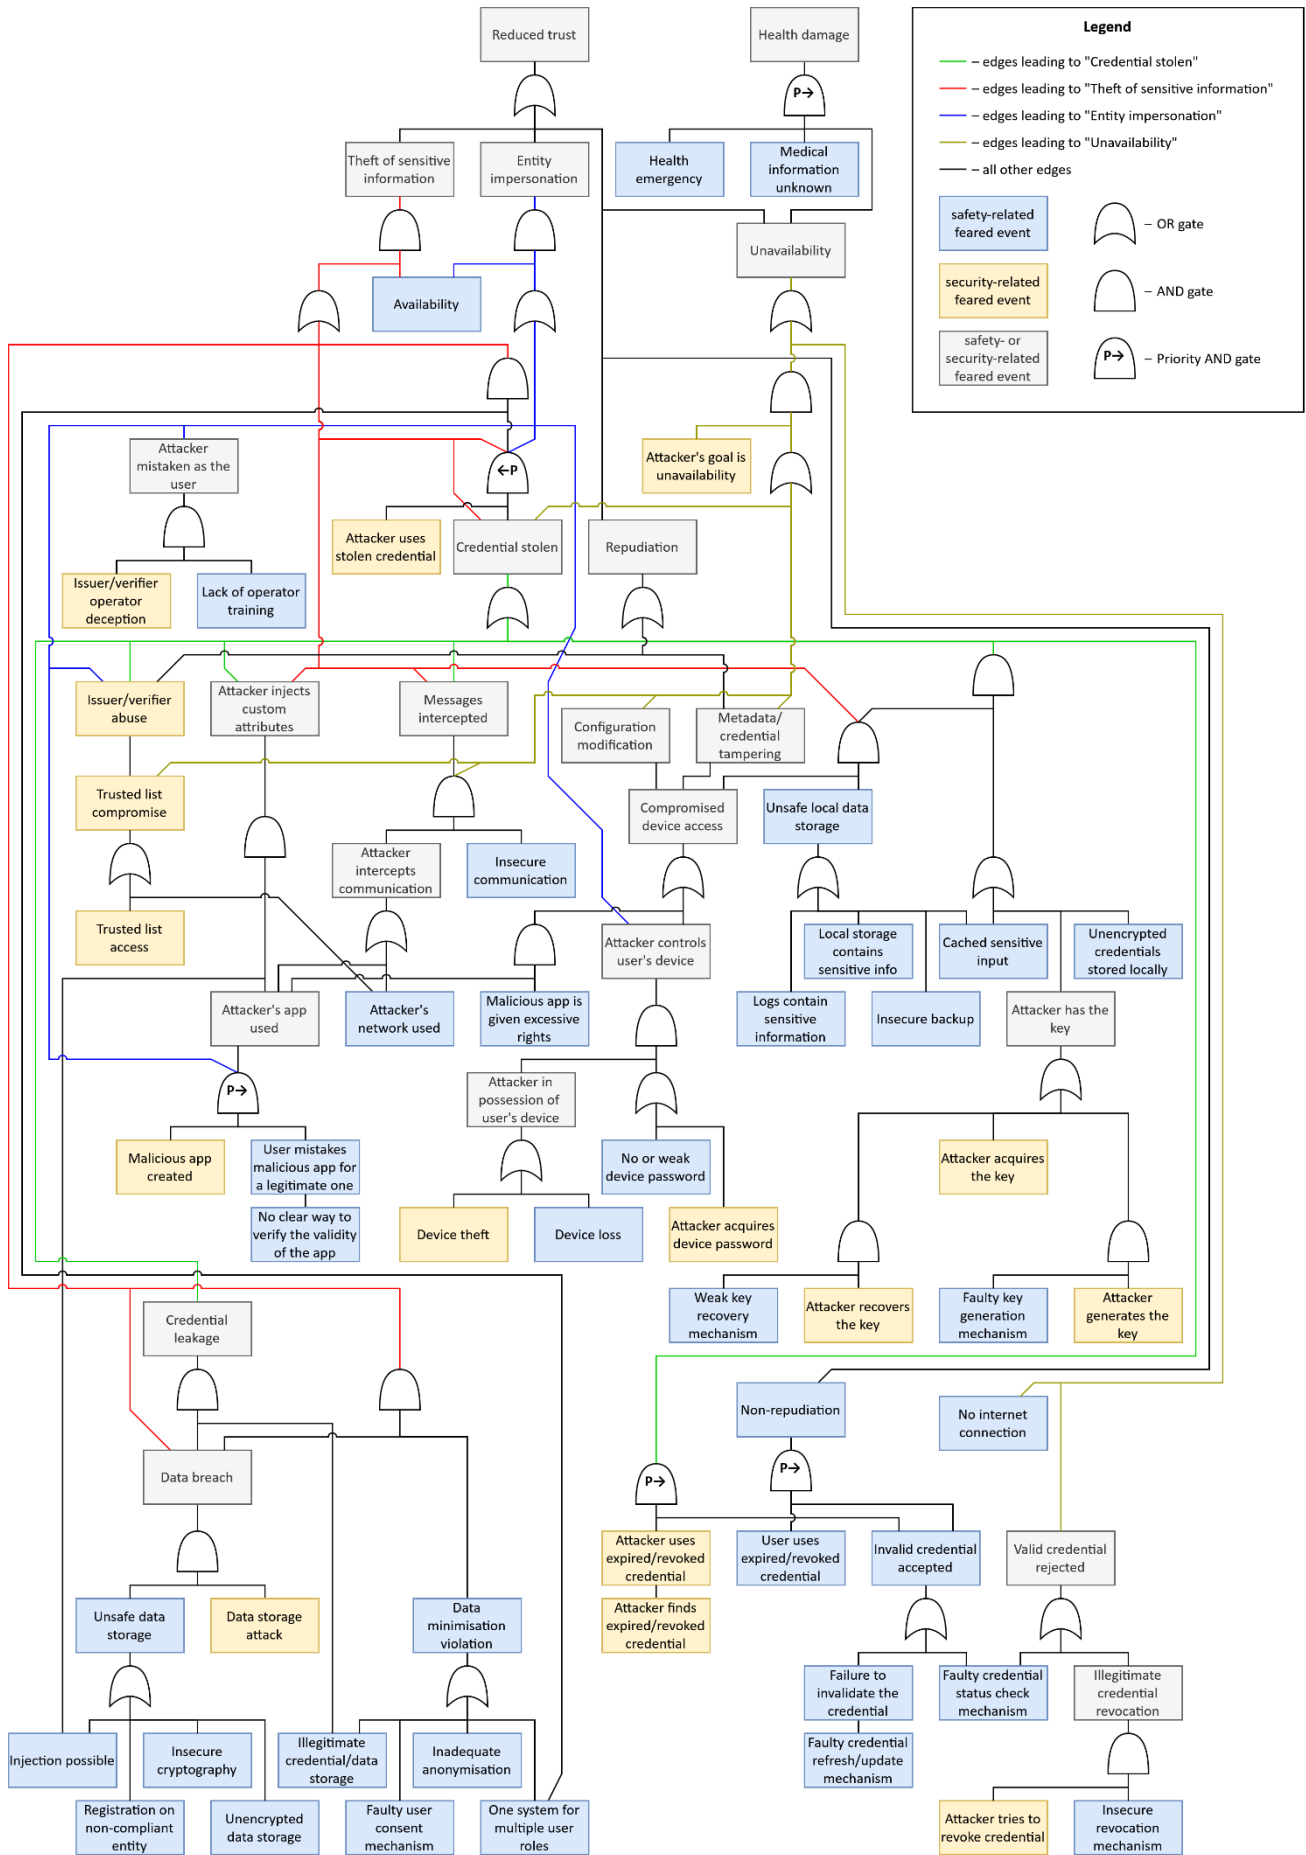 Reduced trust
Health damage
Legend
– edges leading to "Credential stolen"
– edges leading to "Theft of sensitive information"
– edges leading to "Entity impersonation"
– edges leading to "Unavailability"
– all other edges
safety-related
feared event
– OR gate
security-related
feared event
– AND gate
safety- or
security-related
feared event
P→
– Priority AND gate
P→
Theft of sensitive
information
Entity
impersonation
Health
emergency
Medical
information
unknown
Unavailability
Availability
Attacker
mistaken as the
user
←P
Attacker's goal is
unavailability
Attacker uses
stolen credential
Credential stolen
Repudiation
Issuer/verifier
operator
deception
Lack of operator
training
Issuer/verifier
abuse
Attacker injects
custom
attributes
Messages
intercepted
Configuration
modification
Metadata/
credential
tampering
Trusted list
compromise
Compromised
device access
Unsafe local data
storage
Attacker
intercepts
communication
Insecure
communication
Trusted list
access
Attacker controls
user's device
Local storage
contains
sensitive info
Cached sensitive
input
Unencrypted
credentials
stored locally
Attacker's app
used
Attacker's
network used
Malicious app is
given excessive
rights
Logs contain
sensitive
information
Insecure backup
Attacker has the
key
P→
Attacker in
possession of
user's device
Malicious app
created
User mistakes
malicious app for
a legitimate one
No or weak
device password
Attacker acquires
the key
No clear way to
verify the validity
of the app
Device theft
Device loss
Attacker acquires
device password
Credential
leakage
Weak key
recovery
mechanism
Attacker recovers
the key
Faulty key
generation
mechanism
Attacker
generates the
key
Non-repudiation
No internet
connection
Data breach
P→
P→
Attacker uses
expired/revoked
credential
User uses
expired/revoked
credential
Invalid credential
accepted
Valid credential
rejected
Unsafe data
storage
Data storage
attack
Data
minimisation
violation
Attacker finds
expired/revoked
credential
Failure to
invalidate the
credential
Faulty credential
status check
mechanism
Illegitimate
credential
revocation
Injection possible
Insecure
cryptography
Illegitimate
credential/data
storage
Inadequate
anonymisation
Faulty credential
refresh/update
mechanism
Registration on
non-compliant
entity
Unencrypted
data storage
Faulty user
consent
mechanism
One system for
multiple user
roles
Attacker tries to
revoke credential
Insecure
revocation
mechanism